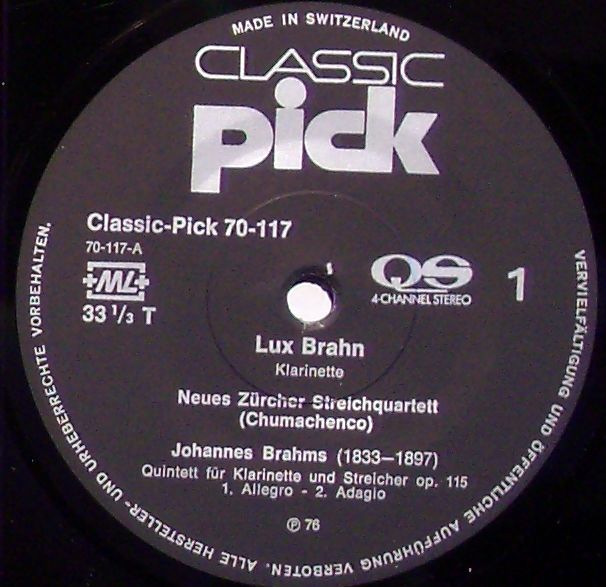 MADE IN SWITZERLAND
CLASSIC
pick
Classic-Pick 70-117
70-117-A
ML
33 1/3 T
QS
4-CHANNEL STEREO
1
Lux Brahn
Klarinette
Neues Zürcher Streichquartett
(Chumachenco)
Johannes Brahms (1833–1897)
Quintett für Klarinette und Streicher op. 115
1. Allegro - 2. Adagio
℗ 76
ALLE HERSTELLER- UND URHEBERRECHTE VORBEHALTEN.
VERVIELFÄLTIGUNG UND ÖFFENTLICHE AUFFÜHRUNG VERBOTEN.